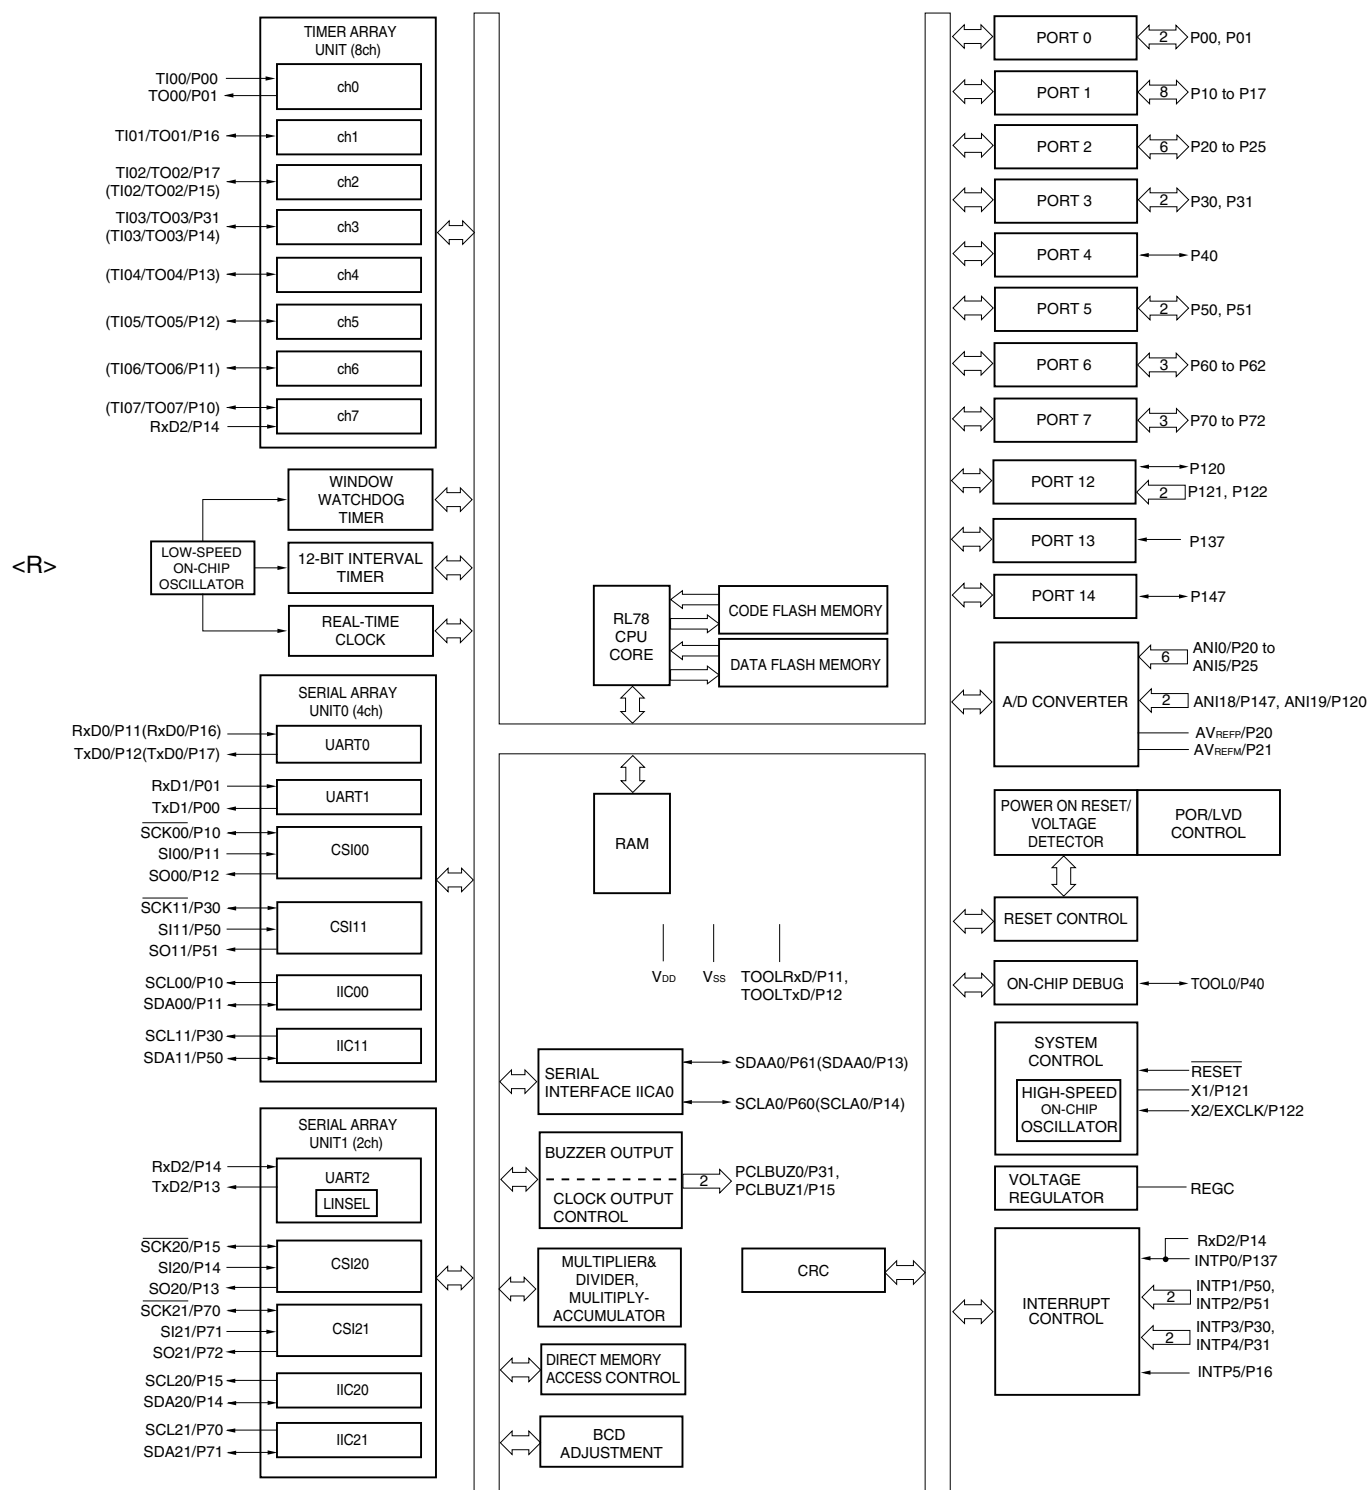 TIMER ARRAY
UNIT (8ch)
TI00/P00
TO00/P01
ch0
TI01/TO01/P16
ch1
TI02/TO02/P17
(TI02/TO02/P15)
ch2
TI03/TO03/P31
(TI03/TO03/P14)
ch3
(TI04/TO04/P13)
ch4
(TI05/TO05/P12)
ch5
(TI06/TO06/P11)
ch6
(TI07/TO07/P10)
RxD2/P14
ch7
<R>
LOW-SPEED
ON-CHIP
OSCILLATOR
WINDOW
WATCHDOG
TIMER
12-BIT INTERVAL
TIMER
REAL-TIME
CLOCK
SERIAL ARRAY
UNIT0 (4ch)
RxD0/P11(RxD0/P16)
TxD0/P12(TxD0/P17)
UART0
RxD1/P01
TxD1/P00
UART1
SCK00/P10
SI00/P11
SO00/P12
CSI00
SCK11/P30
SI11/P50
SO11/P51
CSI11
SCL00/P10
SDA00/P11
IIC00
SCL11/P30
SDA11/P50
IIC11
SERIAL ARRAY
UNIT1 (2ch)
RxD2/P14
TxD2/P13
UART2
LINSEL
SCK20/P15
SI20/P14
SO20/P13
CSI20
SCK21/P70
SI21/P71
SO21/P72
CSI21
SCL20/P15
SDA20/P14
IIC20
SCL21/P70
SDA21/P71
IIC21
RL78
CPU
CORE
CODE FLASH MEMORY
DATA FLASH MEMORY
RAM
VDD
VSS
TOOLRxD/P11,
TOOLTxD/P12
SERIAL
INTERFACE IICA0
SDAA0/P61(SDAA0/P13)
SCLA0/P60(SCLA0/P14)
BUZZER OUTPUT
CLOCK OUTPUT
CONTROL
2
PCLBUZ0/P31,
PCLBUZ1/P15
MULTIPLIER&
DIVIDER,
MULITIPLY-
ACCUMULATOR
CRC
DIRECT MEMORY
ACCESS CONTROL
BCD
ADJUSTMENT
PORT 0
2
P00, P01
PORT 1
8
P10 to P17
PORT 2
6
P20 to P25
PORT 3
2
P30, P31
PORT 4
P40
PORT 5
2
P50, P51
PORT 6
3
P60 to P62
PORT 7
3
P70 to P72
PORT 12
P120
2
P121, P122
PORT 13
P137
PORT 14
P147
A/D CONVERTER
6
ANI0/P20 to
ANI5/P25
2
ANI18/P147, ANI19/P120
AVREFP/P20
AVREFM/P21
POWER ON RESET/
VOLTAGE
DETECTOR
POR/LVD
CONTROL
RESET CONTROL
ON-CHIP DEBUG
TOOL0/P40
SYSTEM
CONTROL
HIGH-SPEED
ON-CHIP
OSCILLATOR
RESET
X1/P121
X2/EXCLK/P122
VOLTAGE
REGULATOR
REGC
INTERRUPT
CONTROL
RxD2/P14
INTP0/P137
2
INTP1/P50,
INTP2/P51
2
INTP3/P30,
INTP4/P31
INTP5/P16